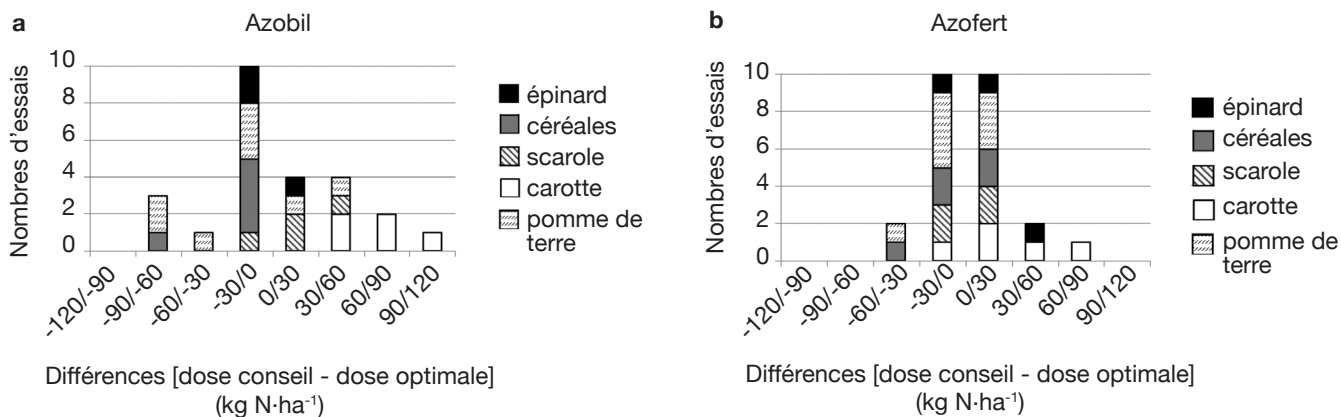 a
Azobil
Nombres d'essais
10
8
6
4
2
0
-120/-90
-90/-60
-60/-30
-30/0
0/30
30/60
60/90
90/120
épinard
céréales
scarole
carotte
pomme de
terre
Différences [dose conseil - dose optimale]
(kg N·ha⁻¹)
b
Azofert
Nombres d'essais
10
8
6
4
2
0
-120/-90
-90/-60
-60/-30
-30/0
0/30
30/60
60/90
90/120
épinard
céréales
scarole
carotte
pomme de
terre
Différences [dose conseil - dose optimale]
(kg N·ha⁻¹)